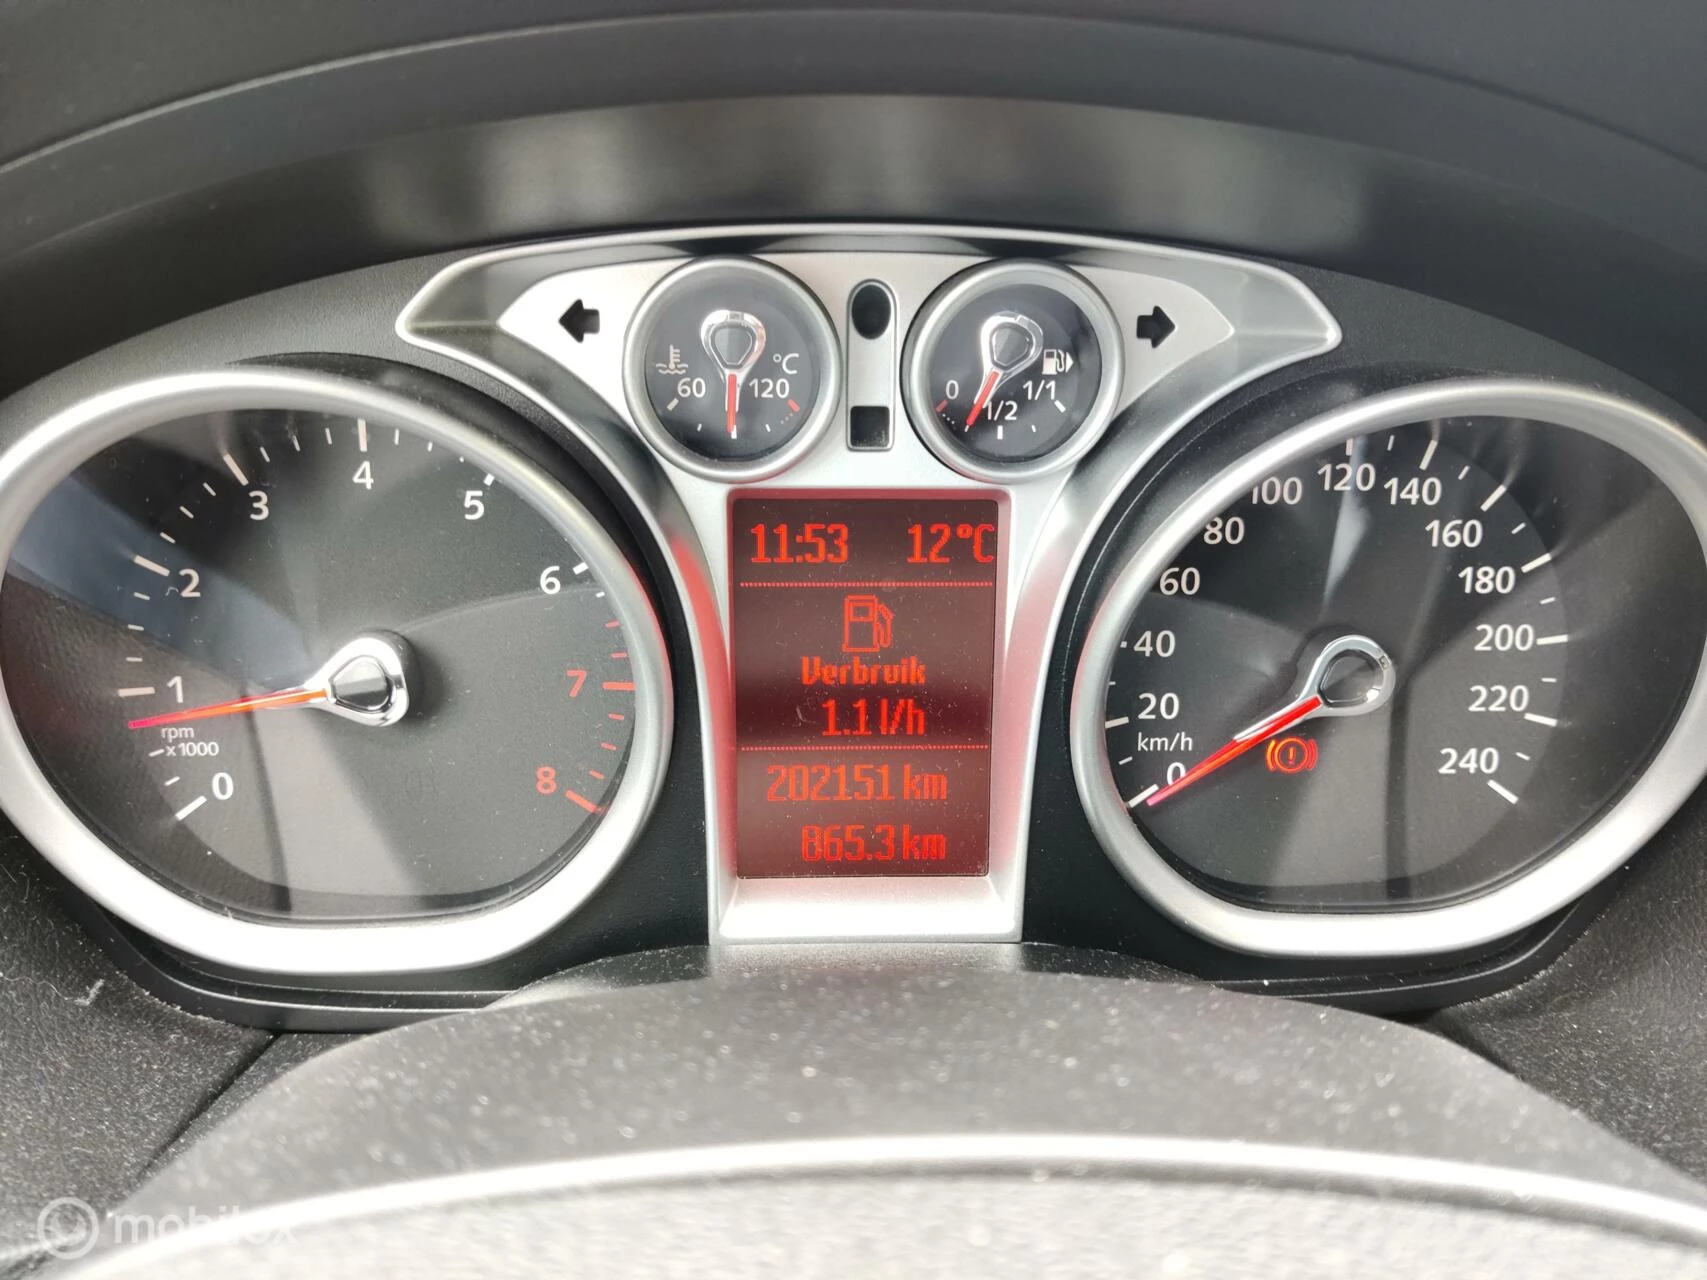 60 120 °C
0 1/2 1/1
0 1 2 3 4 5 6 7 8
rpm
x 1000
11:53 12°C
Verbruik
1.1 l/h
202151 km
865.3 km
0 20 40 60 80 100 120 140 160 180 200 220 240
km/h
mobilox